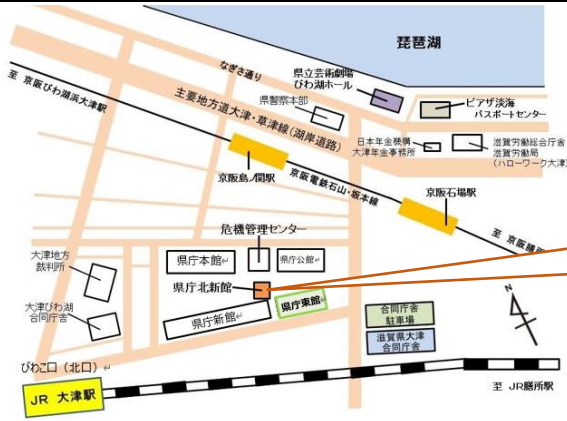 琵琶湖
なぎさ通り
県立芸術劇場
びわ湖ホール
至 京阪びわ湖浜大津駅
主要地方道大津・草津線(湖岸道路)
県警察本部
ピアザ淡海
パスポートセンター
日本年金機構
大津年金事務所
滋賀労働総合庁舎
滋賀労働局
(ハローワーク大津)
京阪島ノ関駅
京阪電鉄石山・坂本線
京阪石場駅
至 京阪膳所
危機管理センター
大津地方
裁判所
県庁本館
県庁公館
県庁北新館
県庁東館
大津びわ湖
合同庁舎
県庁新館
合同庁舎
駐車場
滋賀県大津
合同庁舎
N
びわこ口（北口）
JR 大津駅
至 JR膳所駅